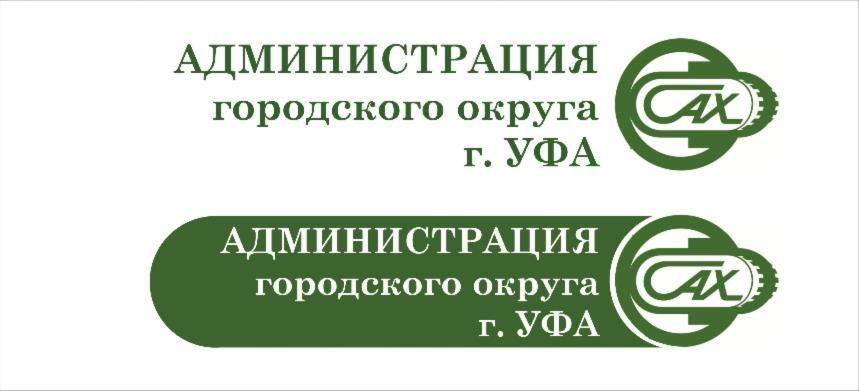 АДМИНИСТРАЦИЯ
городского округа
г. УФА
САХ
АДМИНИСТРАЦИЯ
городского округа
г. УФА
САХ